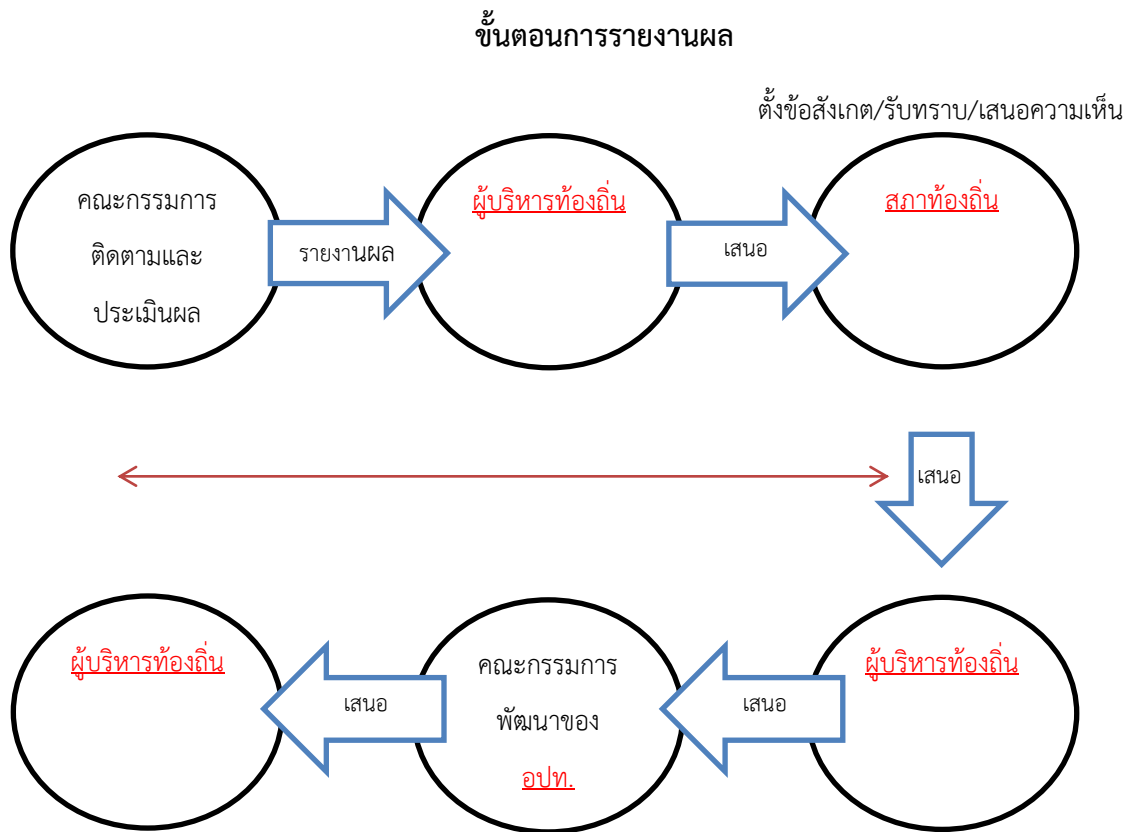 ขั้นตอนการรายงานผล
ตั้งข้อสังเกต/รับทราบ/เสนอความเห็น
คณะกรรมการ
ติดตามและ
ประเมินผล
รายงานผล
ผู้บริหารท้องถิ่น
เสนอ
สภาท้องถิ่น
เสนอ
ผู้บริหารท้องถิ่น
เสนอ
คณะกรรมการ
พัฒนาของ
อปท.
เสนอ
ผู้บริหารท้องถิ่น